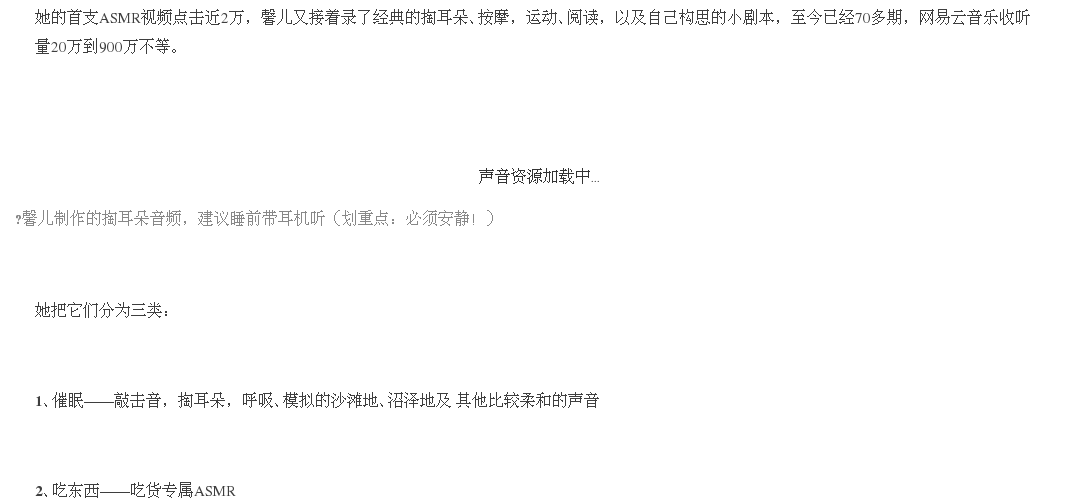 她的首支ASMR视频点击近2万，馨儿又接着录了经典的掏耳朵、按摩，运动、阅读，以及自己构思的小剧本，至今已经70多期，网易云音乐收听
量20万到900万不等。
声音资源加载中...
?馨儿制作的掏耳朵音频，建议睡前带耳机听（划重点：必须安静！）
她把它们分为三类：
1、催眠——敲击音，掏耳朵，呼吸、模拟的沙滩地、沼泽地及 其他比较柔和的声音
2、吃东西——吃货专属ASMR